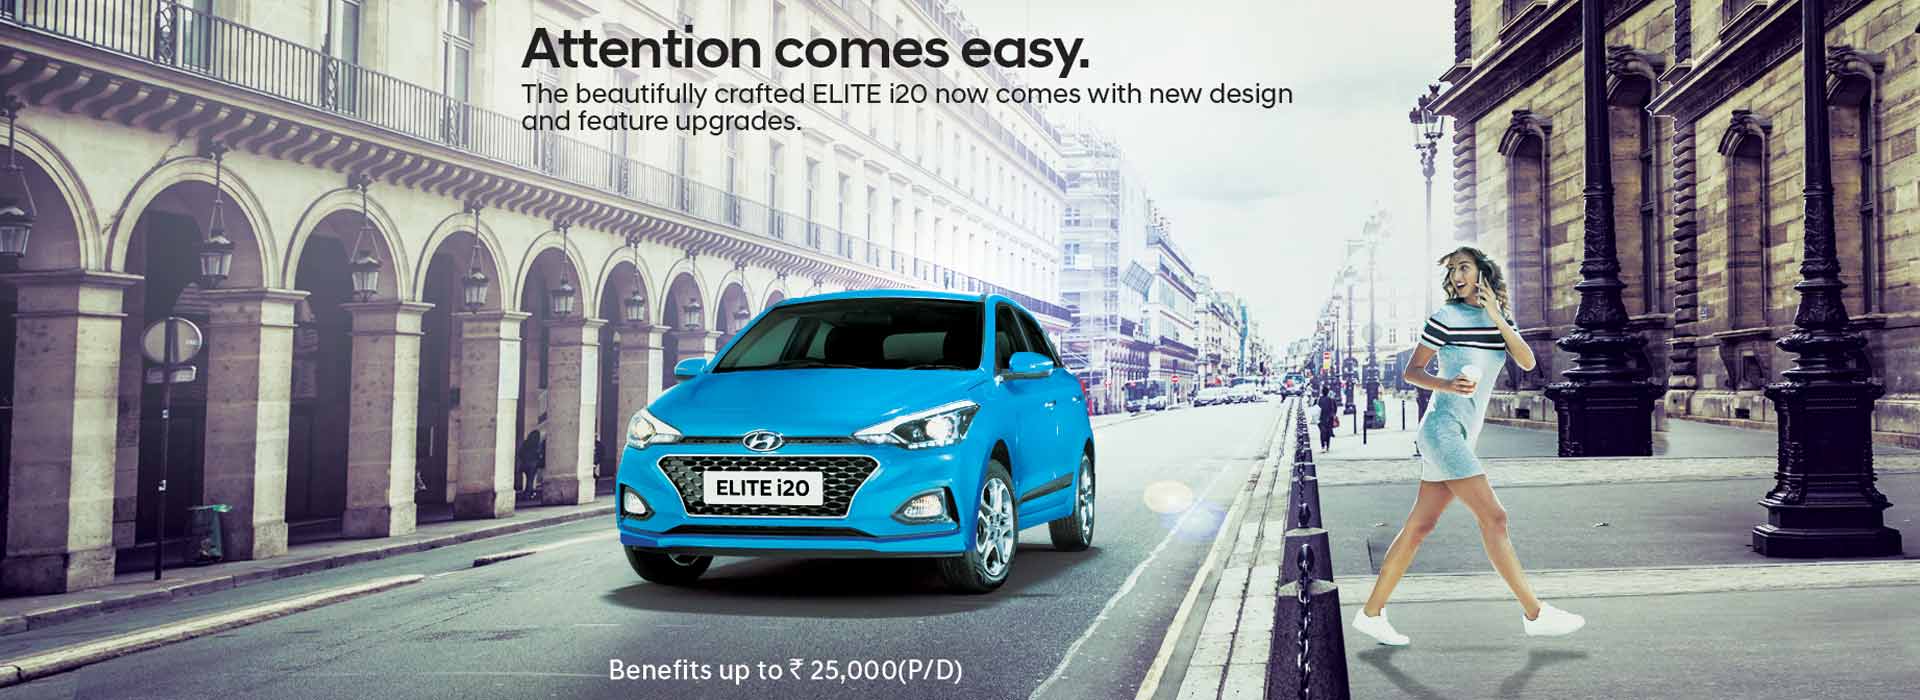 Attention comes easy.
The beautifully crafted ELITE i20 now comes with new design
and feature upgrades.
ELITE i20
Benefits up to ₹ 25,000(P/D)